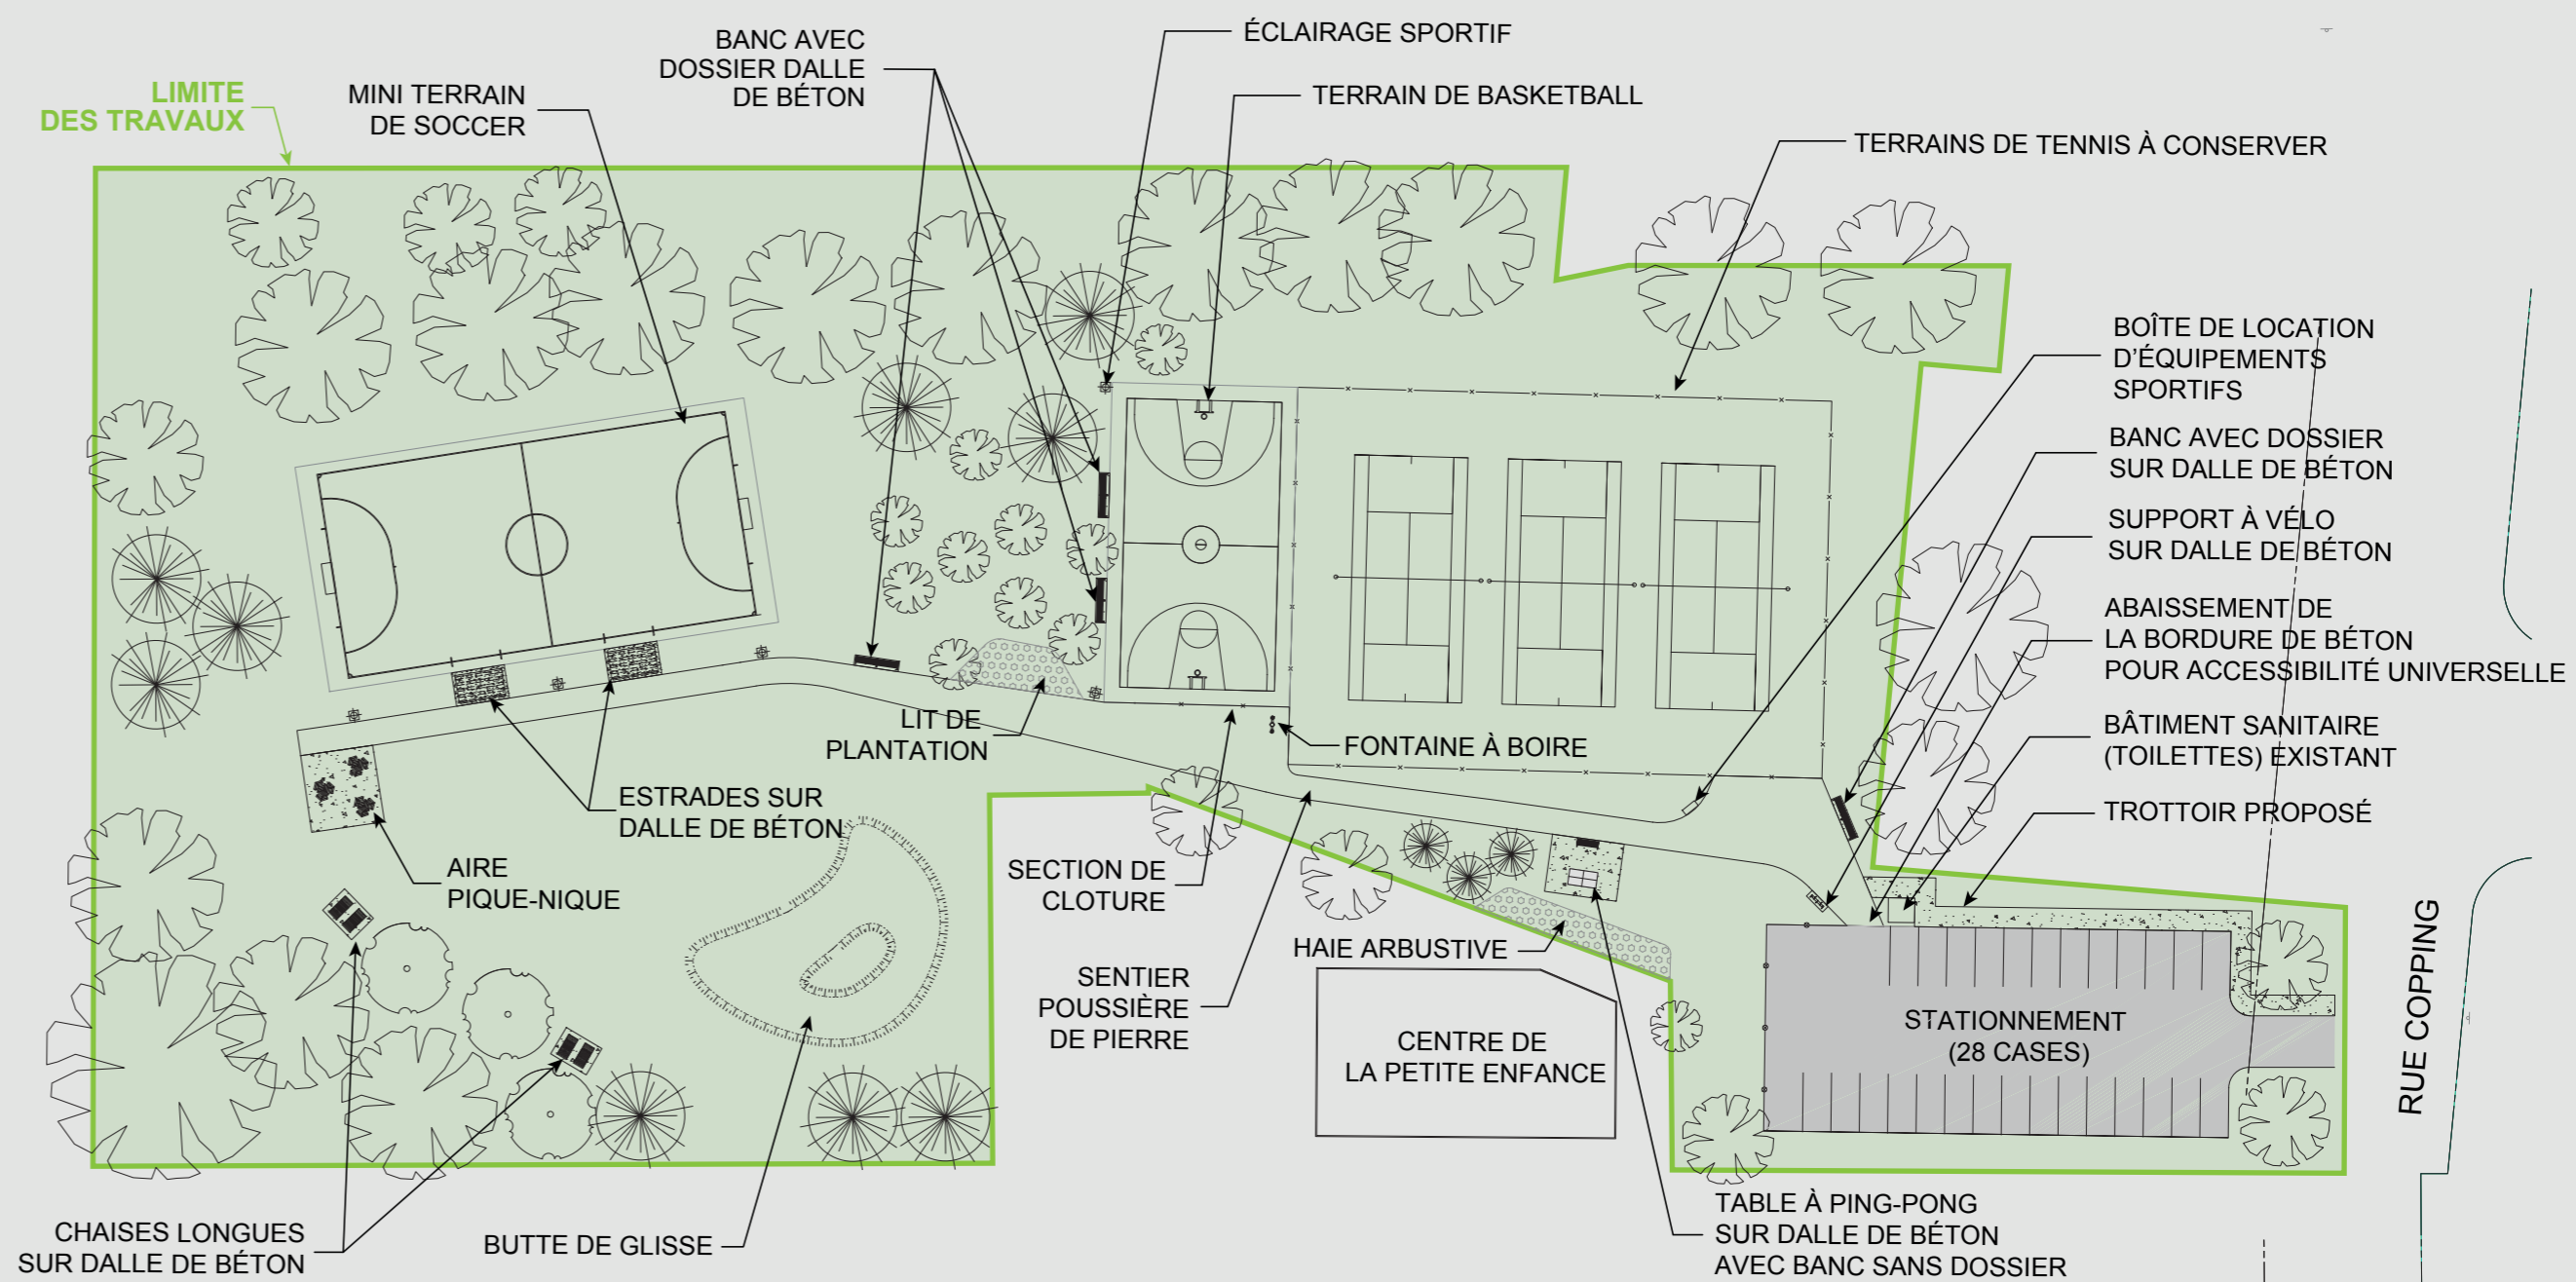 ÉCLAIRAGE SPORTIF
BANC AVEC
DOSSIER DALLE
DE BÉTON
LIMITE
DES TRAVAUX
MINI TERRAIN
DE SOCCER
TERRAIN DE BASKETBALL
TERRAINS DE TENNIS À CONSERVER
BOÎTE DE LOCATION
D'ÉQUIPEMENTS
SPORTIFS
BANC AVEC DOSSIER
SUR DALLE DE BÉTON
SUPPORT À VÉLO
SUR DALLE DE BÉTON
ABAISSEMENT DE
LA BORDURE DE BÉTON
POUR ACCESSIBILITÉ UNIVERSELLE
BÂTIMENT SANITAIRE
(TOILETTES) EXISTANT
TROTTOIR PROPOSÉ
LIT DE
PLANTATION
FONTAINE À BOIRE
ESTRADES SUR
DALLE DE BÉTON
AIRE
PIQUE-NIQUE
SECTION DE
CLOTURE
HAIE ARBUSTIVE
SENTIER
POUSSIÈRE
DE PIERRE
CENTRE DE
LA PETITE ENFANCE
STATIONNEMENT
(28 CASES)
RUE COPPING
CHAISES LONGUES
SUR DALLE DE BÉTON
BUTTE DE GLISSE
TABLE À PING-PONG
SUR DALLE DE BÉTON
AVEC BANC SANS DOSSIER